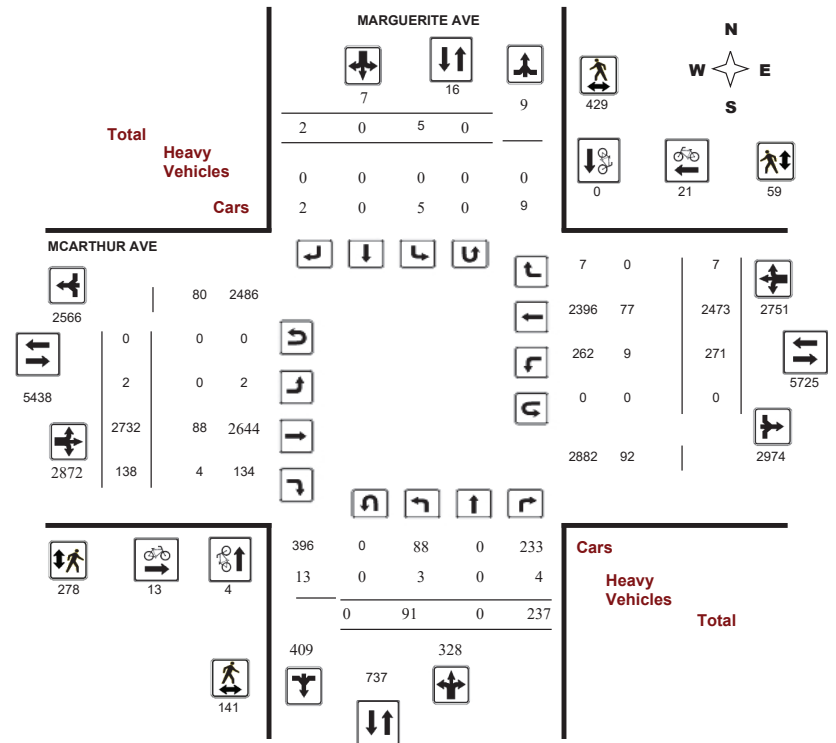 MARGUERITE AVE
N
W E
S
7
16
9
429
Total
2 0 5 0
Heavy
Vehicles
0 0 0 0 0
Cars
2 0 5 0 9
0 21 59
MCARTHUR AVE
2566
80 2486
0 0 0
5438
2 0 2
2732 88 2644
2872
138 4 134
7 0 7
2751
2396 77 2473
262 9 271
5725
0 0 0
2882 92 2974
278 13 4
141
396 0 88 0 233
Cars
13 0 3 0 4
Heavy
Vehicles
0 91 0 237
Total
409
737
328